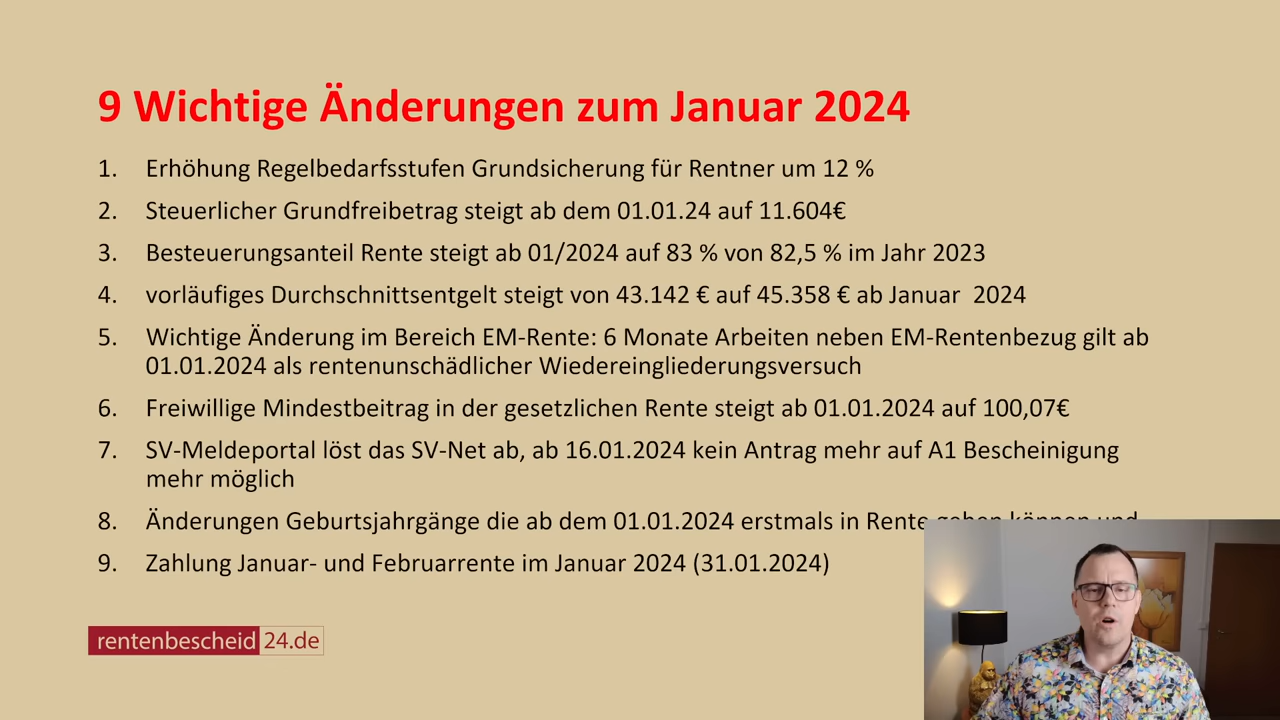 9 Wichtige Änderungen zum Januar 2024
1. Erhöhung Regelbedarfsstufen Grundsicherung für Rentner um 12 %
2. Steuerlicher Grundfreibetrag steigt ab dem 01.01.24 auf 11.604€
3. Besteuerungsanteil Rente steigt ab 01/2024 auf 83 % von 82,5 % im Jahr 2023
4. vorläufiges Durchschnittsentgelt steigt von 43.142 € auf 45.358 € ab Januar 2024
5. Wichtige Änderung im Bereich EM-Rente: 6 Monate Arbeiten neben EM-Rentenbezug gilt ab
01.01.2024 als rentenunschädlicher Wiedereingliederungsversuch
6. Freiwillige Mindestbeitrag in der gesetzlichen Rente steigt ab 01.01.2024 auf 100,07€
7. SV-Meldeportal löst das SV-Net ab, ab 16.01.2024 kein Antrag mehr auf A1 Bescheinigung
mehr möglich
8. Änderungen Geburtsjahrgänge die ab dem 01.01.2024 erstmals in Rente gehen können und
9. Zahlung Januar- und Februarrente im Januar 2024 (31.01.2024)
rentenbescheid 24.de